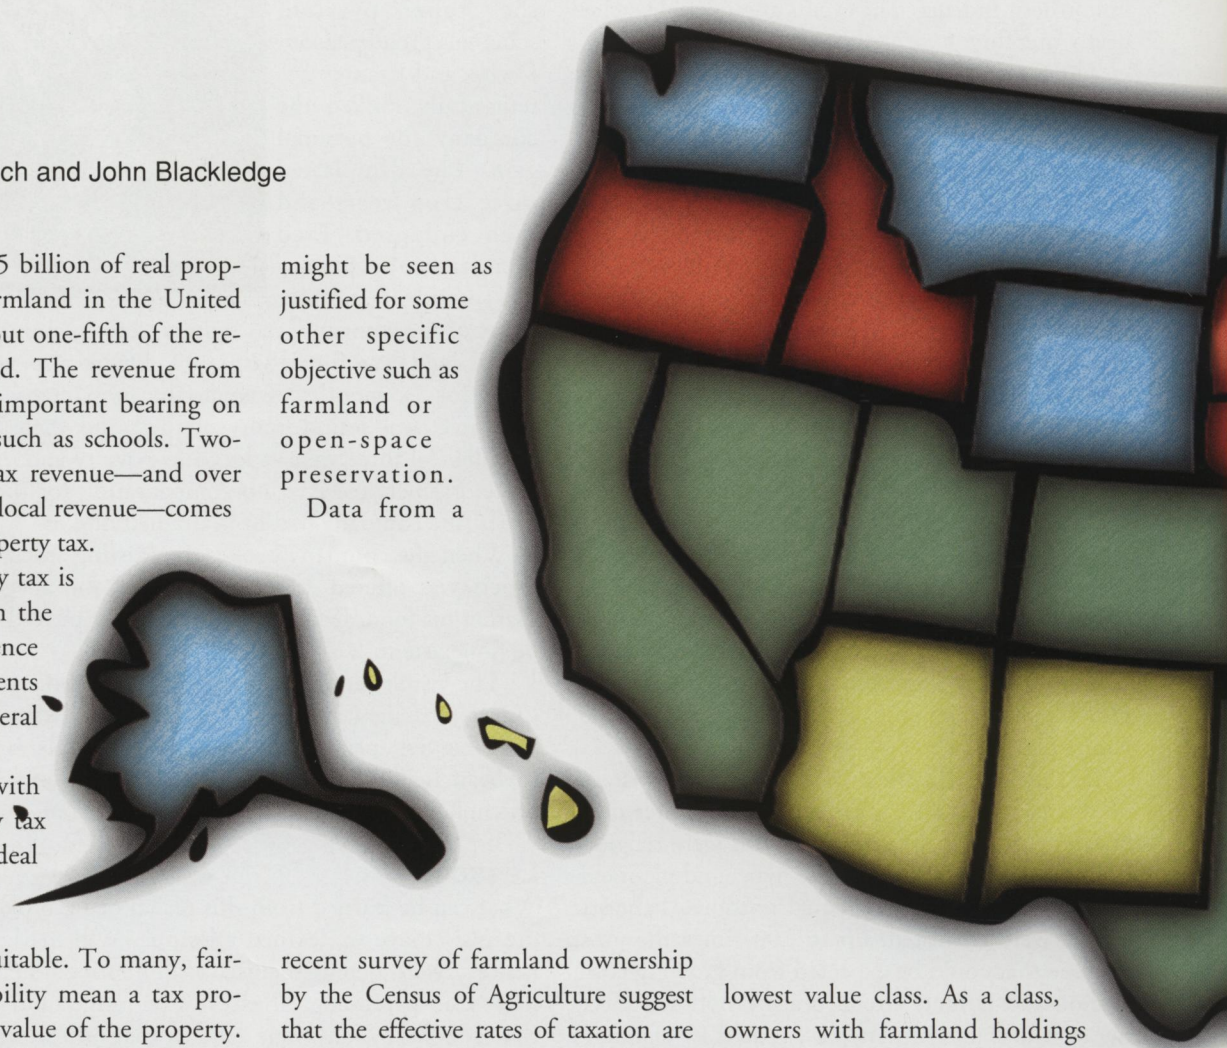 ch and John Blackledge
5 billion of real prop-
rmland in the United
out one-fifth of the re-
d. The revenue from
important bearing on
such as schools. Two-
ax revenue—and over
local revenue—comes
perty tax.
y tax is
n the
ence
ents
eral
with
y tax
deal
uitable. To many, fair-
bility mean a tax pro-
value of the property.
might be seen as
justified for some
other specific
objective such as
farmland or
open-space
preservation.
Data from a
recent survey of farmland ownership
by the Census of Agriculture suggest
that the effective rates of taxation are
lowest value class. As a class,
owners with farmland holdings